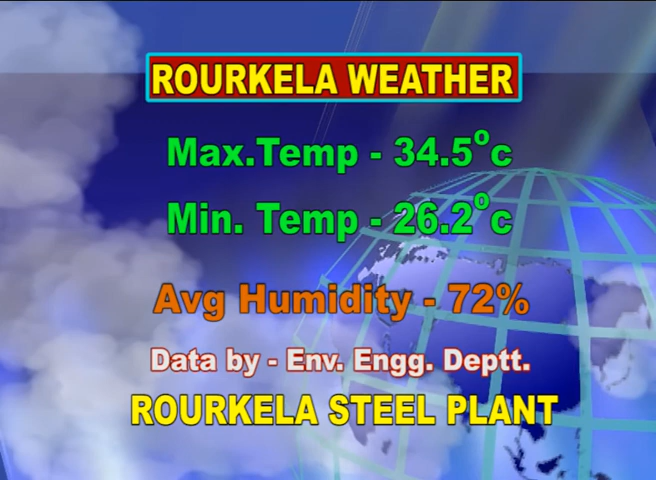 ROURKELA WEATHER
Max.Temp - 34.5°c
Min. Temp - 26.2°c
Avg Humidity - 72%
Data by - Env. Engg. Deptt.
ROURKELA STEEL PLANT